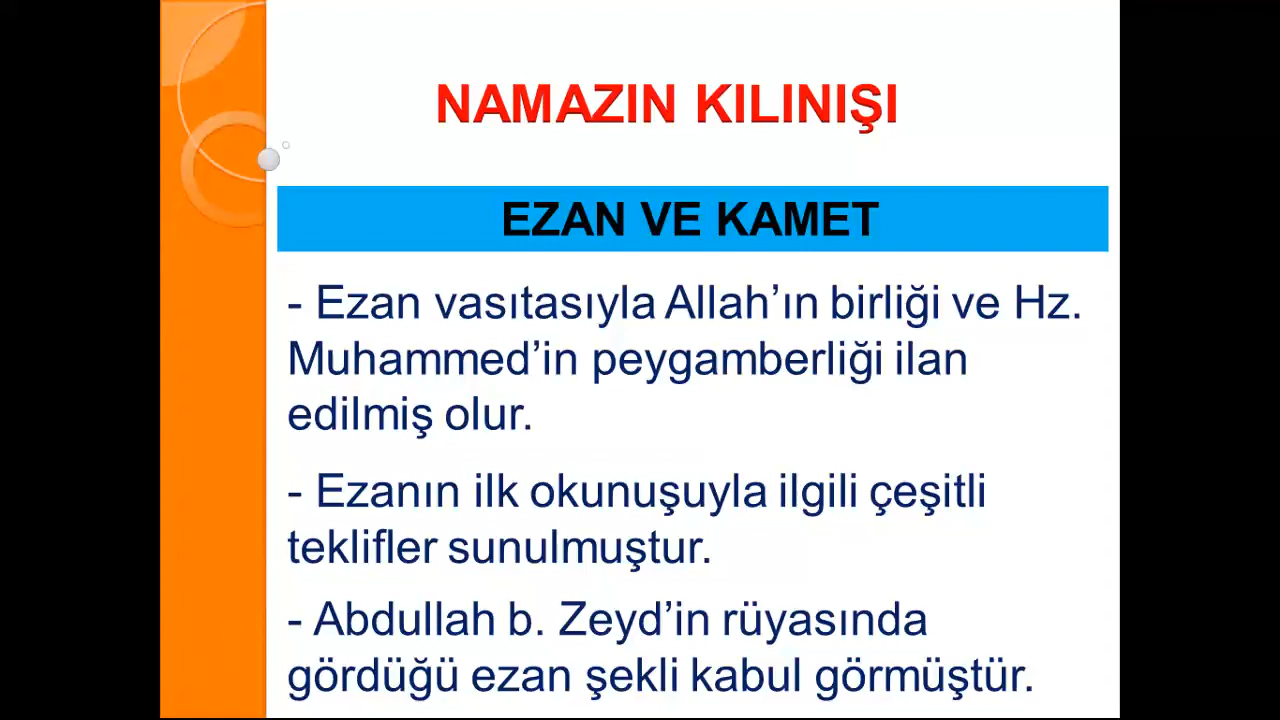 NAMAZIN KILINIŞI
EZAN VE KAMET
- Ezan vasıtasıyla Allah’ın birliği ve Hz.
Muhammed’in peygamberliği ilan
edilmiş olur.
- Ezanın ilk okunuşuyla ilgili çeşitli
teklifler sunulmuştur.
- Abdullah b. Zeyd’in rüyasında
gördüğü ezan şekli kabul görmüştür.